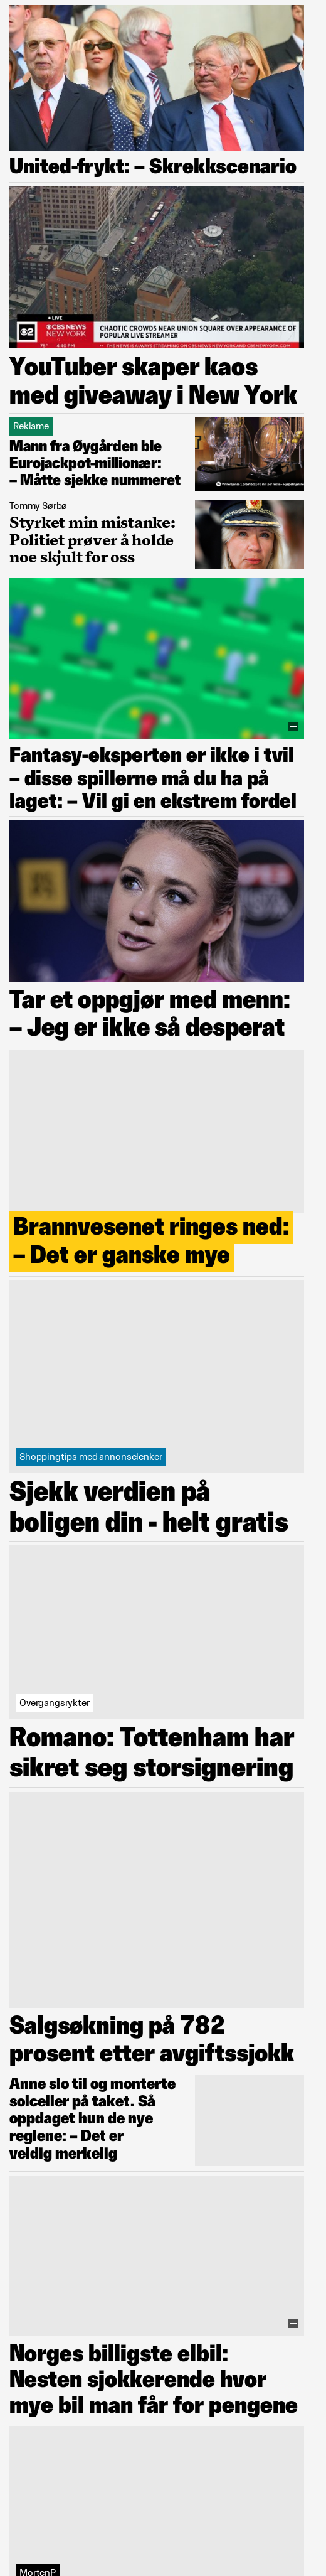 United-frykt: – Skrekkscenario
LIVE
2 CBS NEWS
NEW YORK
CHAOTIC CROWDS NEAR UNION SQUARE OVER APPEARANCE OF
POPULAR LIVE STREAMER
75° 4:40 PM THE NEWS IS ALWAYS STREAMING ON CBS NEWS NEW YORK AND CBSNEWYORK.COM
YouTuber skaper kaos
med giveaway i New York
Reklame
Mann fra Øygården ble
Eurojackpot-millionær:
– Måtte sjekke nummeret
Tommy Sørbø
Styrket min mistanke:
Politiet prøver å holde
noe skjult for oss
Fantasy-eksperten er ikke i tvil
– disse spillerne må du ha på
laget: – Vil gi en ekstrem fordel
Tar et oppgjør med menn:
– Jeg er ikke så desperat
Brannvesenet ringes ned:
– Det er ganske mye
Shoppingtips med annonselenker
Sjekk verdien på
boligen din - helt gratis
Overgangsrykter
Romano: Tottenham har
sikret seg storsignering
Salgsøkning på 782
prosent etter avgiftssjokk
Anne slo til og monterte
solceller på taket. Så
oppdaget hun de nye
reglene: – Det er
veldig merkelig
Norges billigste elbil:
Nesten sjokkerende hvor
mye bil man får for pengene
MortenP